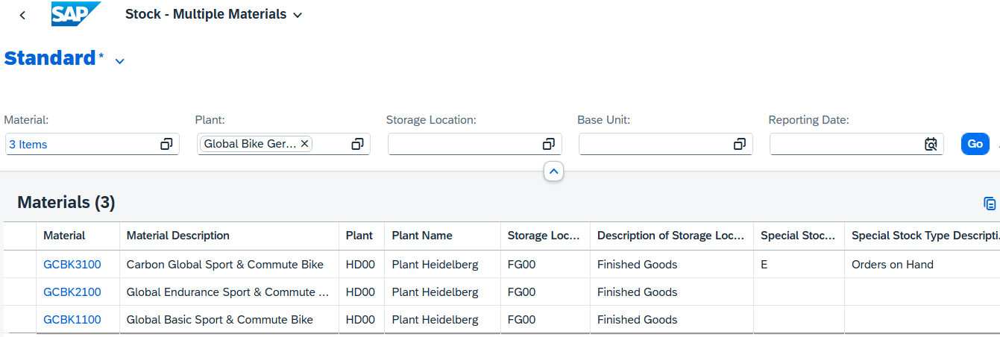 SAP Stock - Multiple Materials
Standard *
Material: Plant: Storage Location: Base Unit: Reporting Date:
3 Items Global Bike Ger... Go
Materials (3)
Material Material Description Plant Plant Name Storage Loc... Description of Storage Loc... Special Stoc... Special Stock Type Descripti
GCBK3100 Carbon Global Sport & Commute Bike HD00 Plant Heidelberg FG00 Finished Goods E Orders on Hand
GCBK2100 Global Endurance Sport & Commute ... HD00 Plant Heidelberg FG00 Finished Goods
GCBK1100 Global Basic Sport & Commute Bike HD00 Plant Heidelberg FG00 Finished Goods